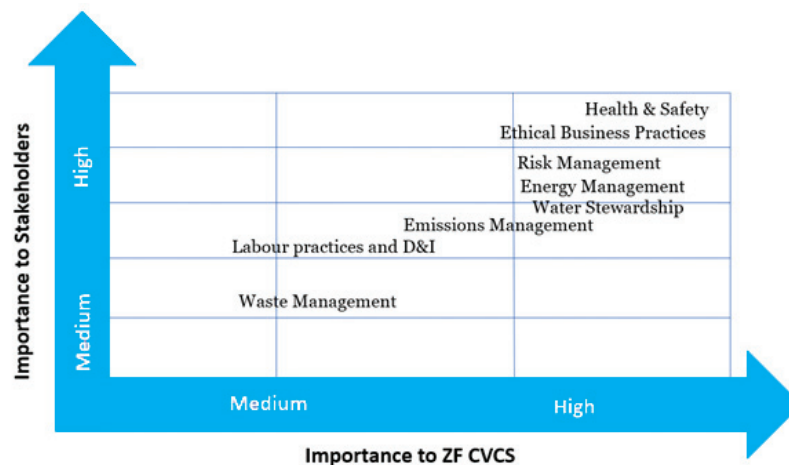 Importance to Stakeholders
High
Medium
Health & Safety
Ethical Business Practices
Risk Management
Energy Management
Water Stewardship
Emissions Management
Labour practices and D&I
Waste Management
Medium
High
Importance to ZF CVCS